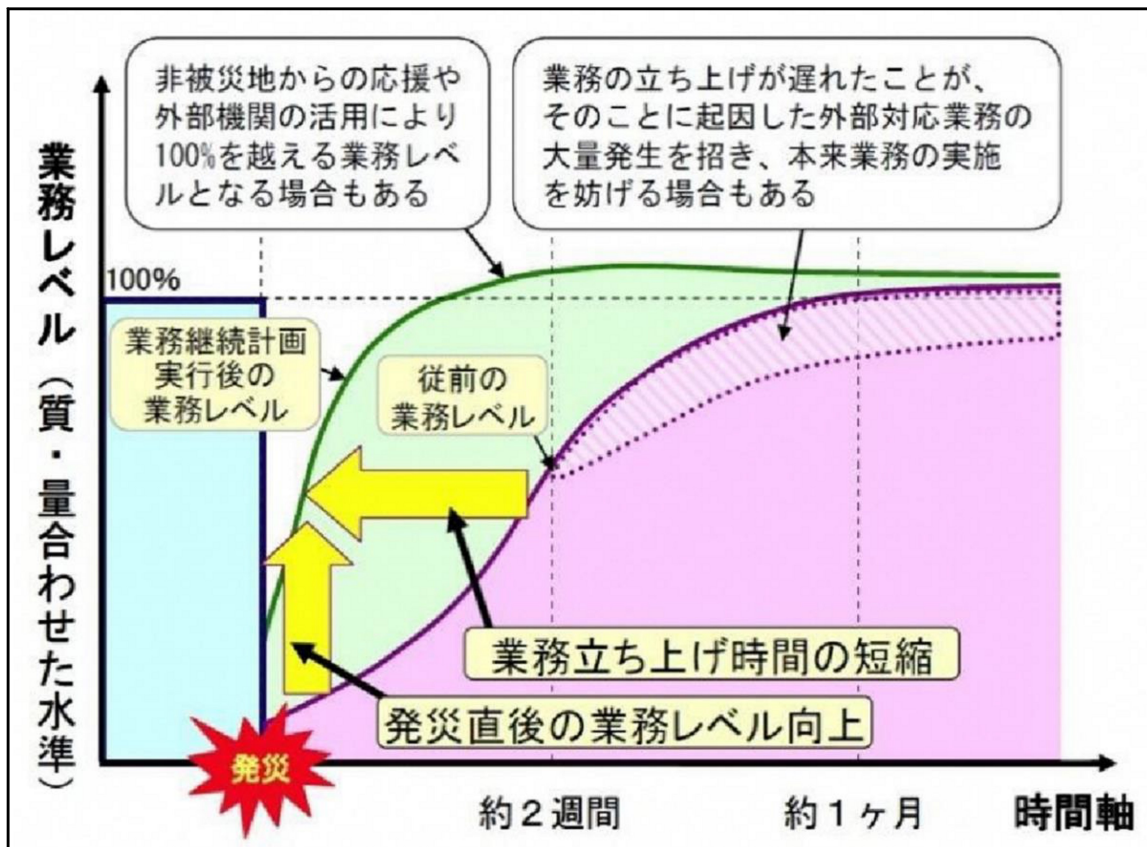 非被災地からの応援や
外部機関の活用により
100%を越える業務レベ
ルとなる場合もある
業務の立ち上げが遅れたことが、
そのことに起因した外部対応業務の
大量発生を招き、本来業務の実施
を妨げる場合もある
業務レベル（質・量合わせた水準）
100%
業務継続計画
実行後の
業務レベル
従前の
業務レベル
業務立ち上げ時間の短縮
発災直後の業務レベル向上
発災
約２週間
約１ヶ月
時間軸